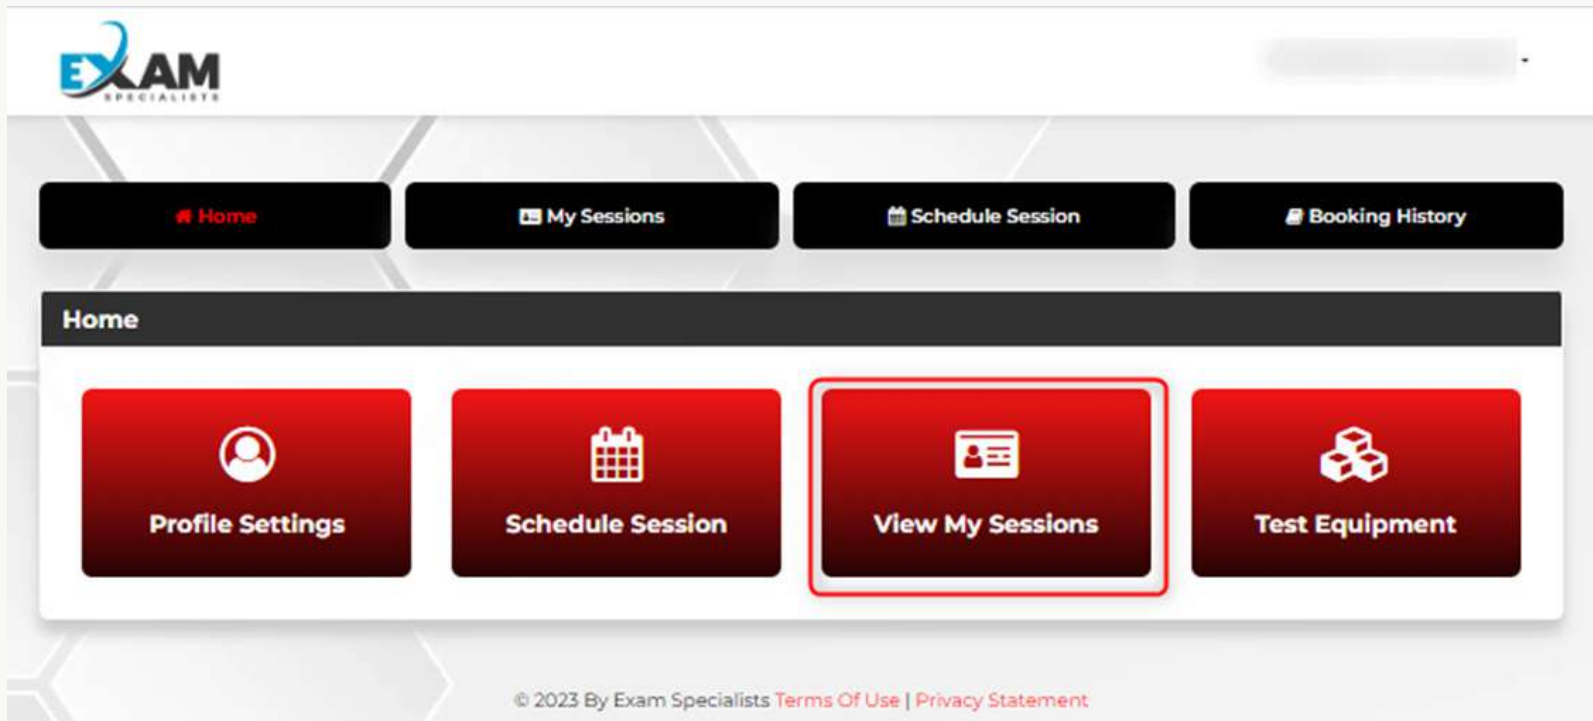 EXAM
SPECIALISTS
Home
My Sessions
Schedule Session
Booking History
Home
Profile Settings
Schedule Session
View My Sessions
Test Equipment
© 2023 By Exam Specialists Terms Of Use | Privacy Statement